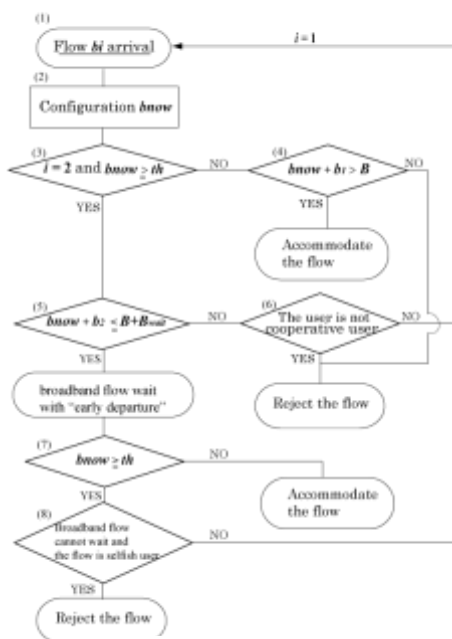 (1)
Flow bi arrival
i = 1
(2)
Configuration bnow
(3)
i = 2 and bnow ≥ th
NO
(4)
bnow + b1 > B
NO
YES
YES
Accommodate
the flow
(5)
bnow + b2 ≤ B+Bwait
NO
(6)
The user is not
cooperative user
NO
YES
YES
broadband flow wait
with "early departure"
Reject the flow
(7)
bnow ≥ th
NO
YES
Accommodate
the flow
(8)
Broadband flow
cannot wait and
the flow is selfish user
NO
YES
Reject the flow